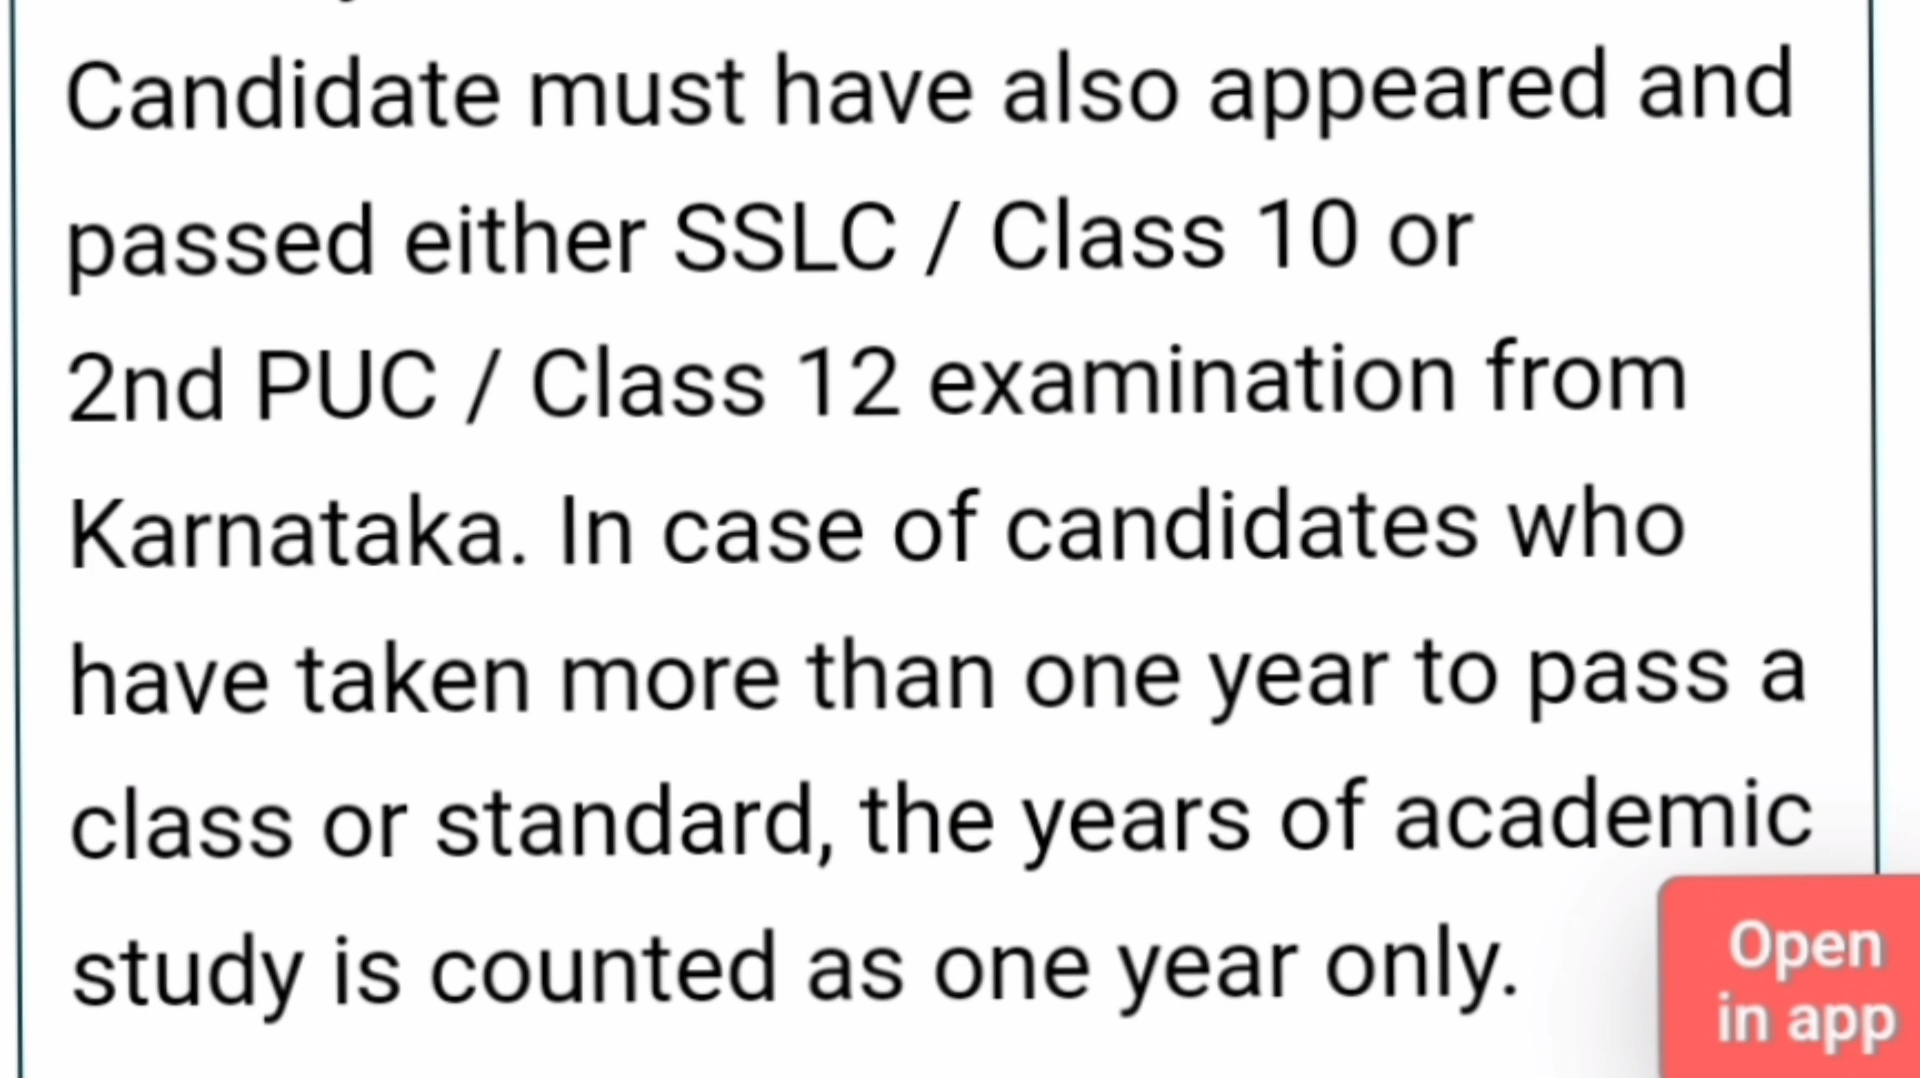 Candidate must have also appeared and
passed either SSLC / Class 10 or
2nd PUC / Class 12 examination from
Karnataka. In case of candidates who
have taken more than one year to pass a
class or standard, the years of academic
study is counted as one year only.
Open
in app